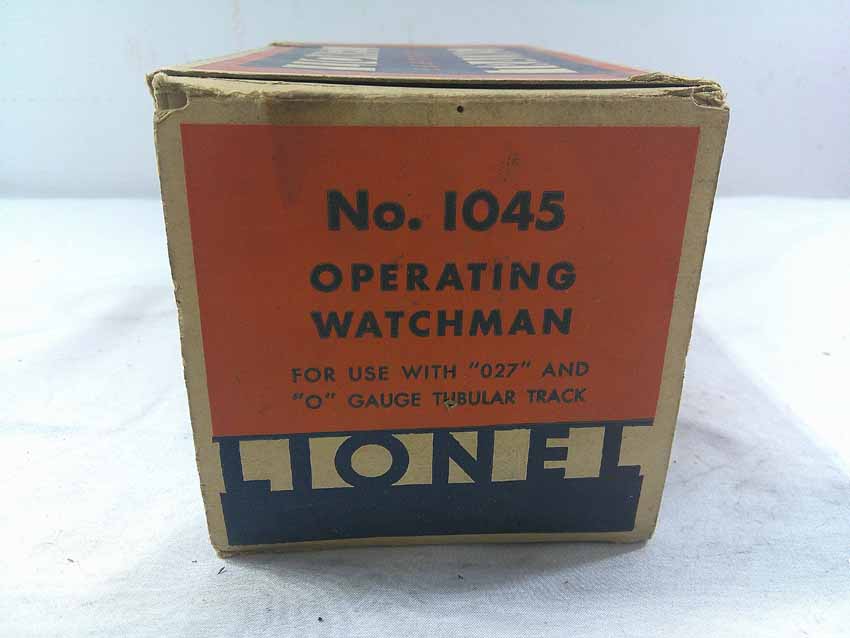 No. 1045
OPERATING
WATCHMAN
FOR USE WITH "027" AND
"O" GAUGE TUBULAR TRACK
LIONEL